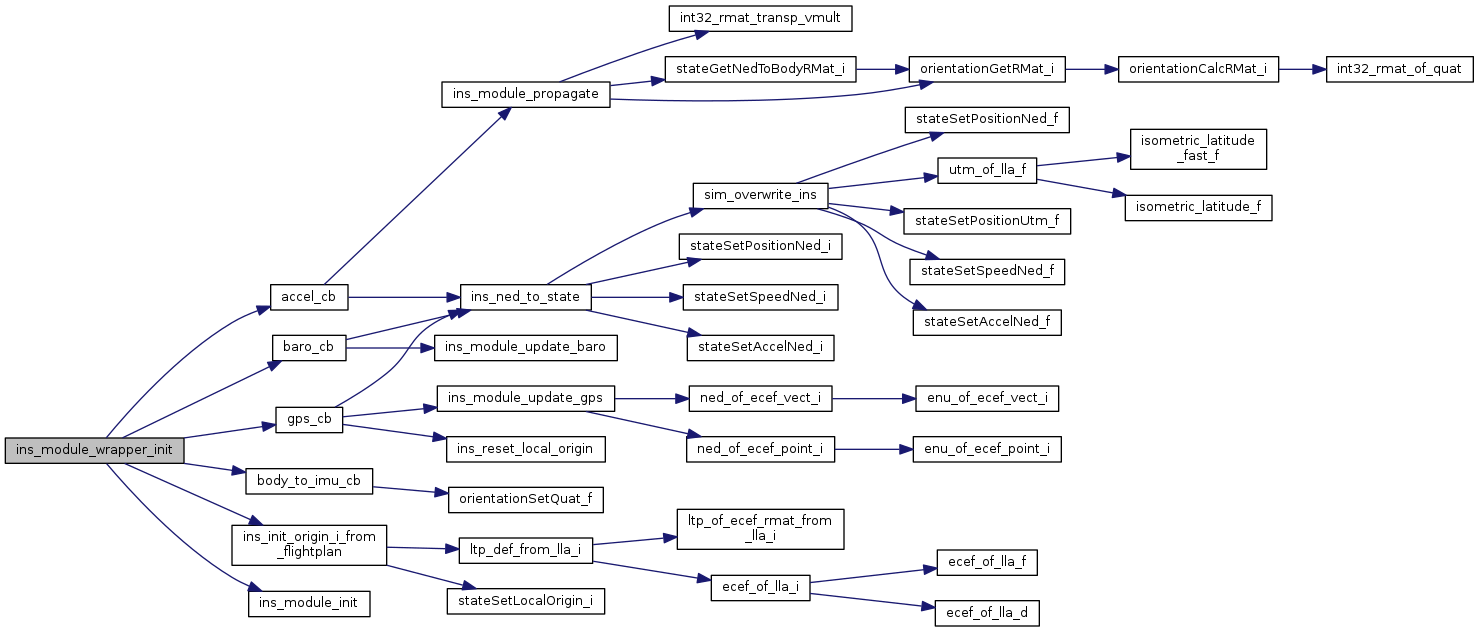 int32_rmat_transp_vmult
stateGetNedToBodyRMat_i
orientationGetRMat_i
orientationCalcRMat_i
int32_rmat_of_quat
ins_module_propagate
stateSetPositionNed_f
isometric_latitude
_fast_f
utm_of_lla_f
sim_overwrite_ins
isometric_latitude_f
stateSetPositionUtm_f
stateSetPositionNed_i
stateSetSpeedNed_f
accel_cb
ins_ned_to_state
stateSetSpeedNed_i
stateSetAccelNed_f
baro_cb
ins_module_update_baro
stateSetAccelNed_i
ins_module_update_gps
ned_of_ecef_vect_i
enu_of_ecef_vect_i
gps_cb
ins_module_wrapper_init
ins_reset_local_origin
ned_of_ecef_point_i
enu_of_ecef_point_i
body_to_imu_cb
orientationSetQuat_f
ins_init_origin_i_from
_flightplan
ltp_def_from_lla_i
ltp_of_ecef_rmat_from
_lla_i
ecef_of_lla_f
ecef_of_lla_i
stateSetLocalOrigin_i
ins_module_init
ecef_of_lla_d